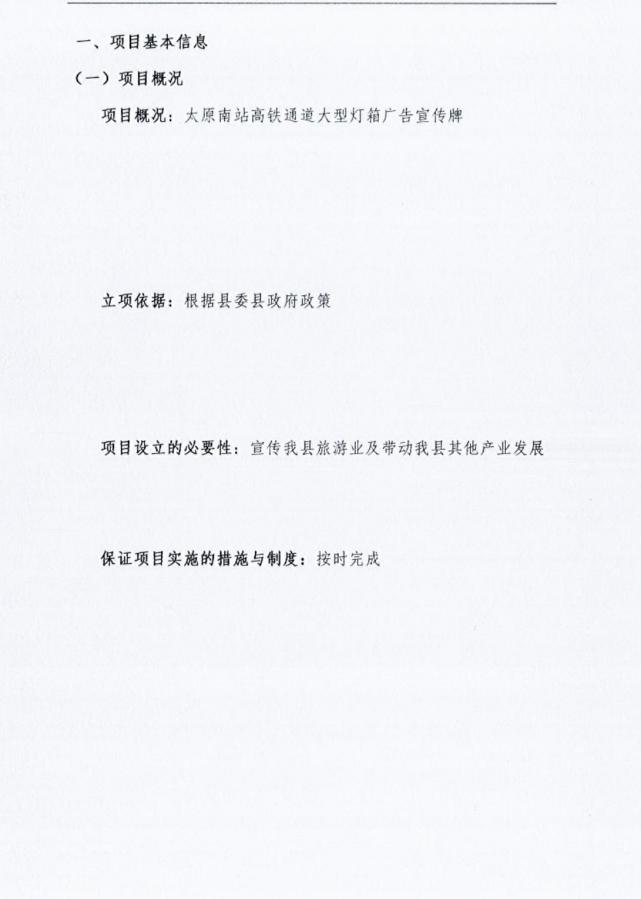 一、项目基本信息
（一）项目概况
项目概况：太原南站高铁通道大型灯箱广告宣传牌
立项依据：根据县委县政府政策
项目设立的必要性：宣传我县旅游业及带动我县其他产业发展
保证项目实施的措施与制度：按时完成